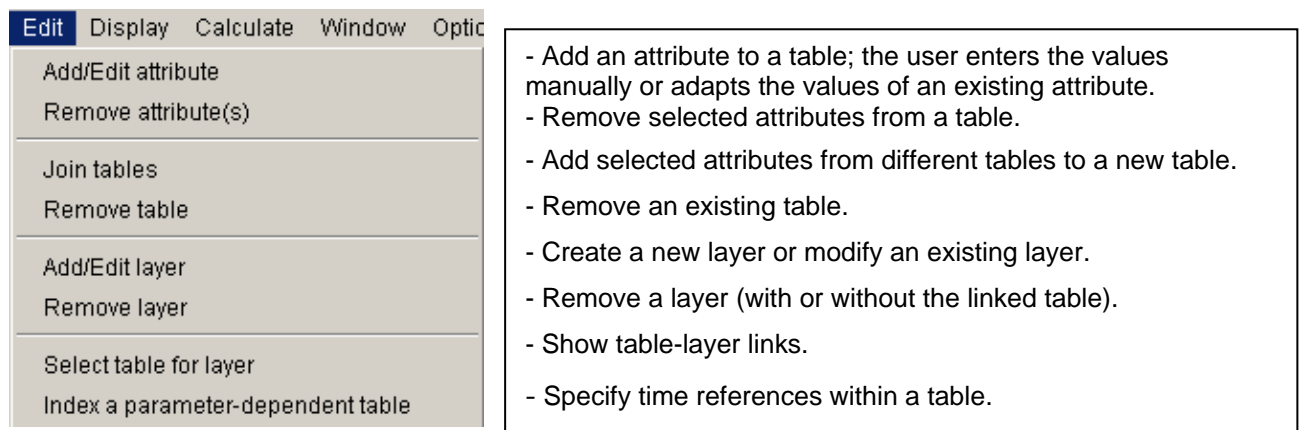 Edit Display Calculate Window Optic
Add/Edit attribute
Remove attribute(s)
Join tables
Remove table
Add/Edit layer
Remove layer
Select table for layer
Index a parameter-dependent table
- Add an attribute to a table; the user enters the values
manually or adapts the values of an existing attribute.
- Remove selected attributes from a table.
- Add selected attributes from different tables to a new table.
- Remove an existing table.
- Create a new layer or modify an existing layer.
- Remove a layer (with or without the linked table).
- Show table-layer links.
- Specify time references within a table.